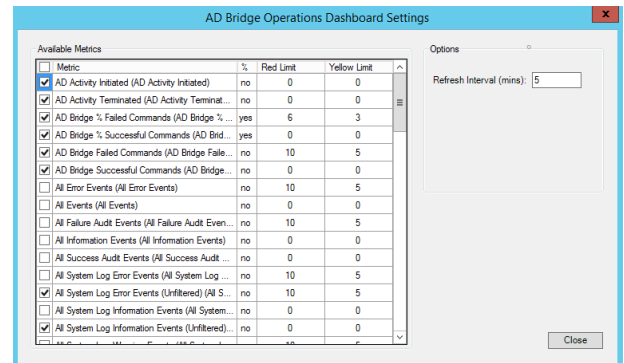 AD Bridge Operations Dashboard Settings
x
Available Metrics
Metric % Red Limit Yellow Limit
AD Activity Initiated (AD Activity Initiated) no 0 0
AD Activity Terminated (AD Activity Terminat... no 0 0
AD Bridge % Failed Commands (AD Bridge % ... yes 6 3
AD Bridge % Successful Commands (AD Brid... yes 0 0
AD Bridge Failed Commands (AD Bridge Faile... no 10 5
AD Bridge Successful Commands (AD Bridge... no 0 0
All Error Events (All Error Events) no 10 5
All Events (All Events) no 0 0
All Failure Audit Events (All Failure Audit Even... no 10 5
All Information Events (All Information Events) no 0 0
All Success Audit Events (All Success Audit ... no 0 0
All System Log Error Events (All System Log ... no 10 5
All System Log Error Events (Unfiltered) (All S... no 10 5
All System Log Information Events (All System... no 0 0
All System Log Information Events (Unfiltered)... no 0 0
Options
Refresh Interval (mins): 5
Close